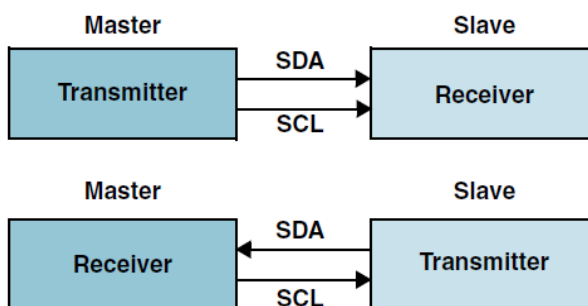 Master Slave
SDA
Transmitter Receiver
SCL
Master Slave
SDA
Receiver Transmitter
SCL